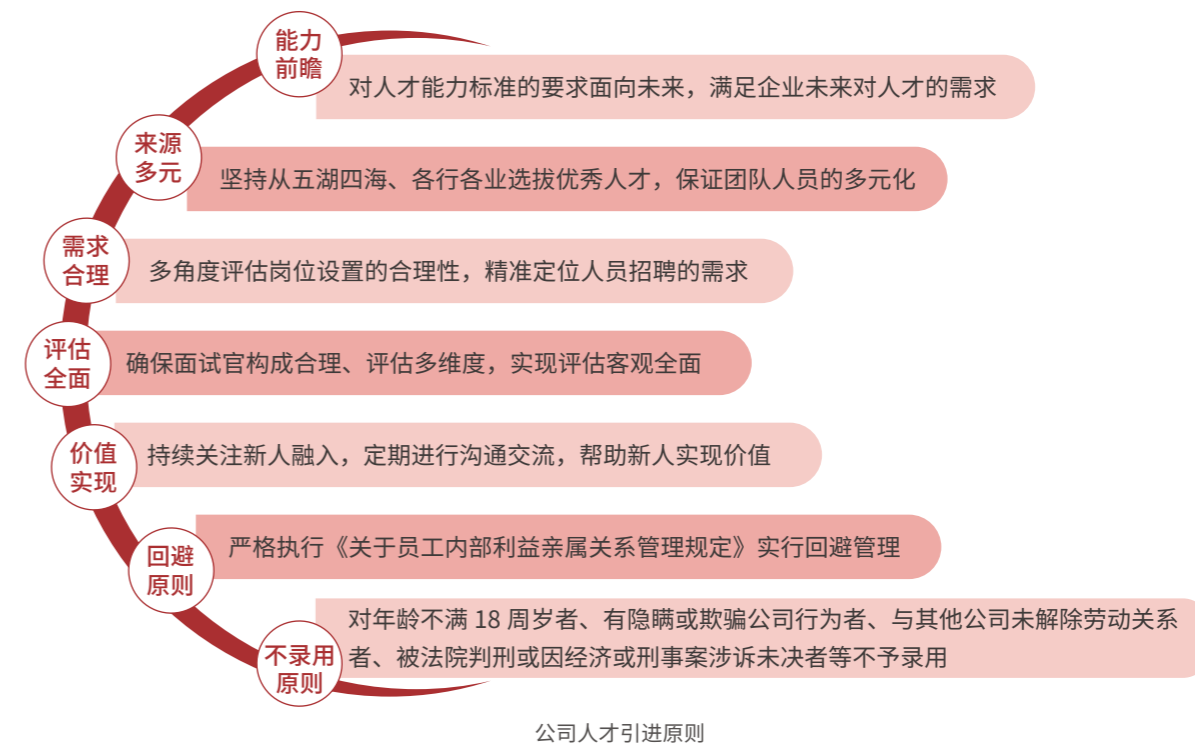 能力
前瞻
对人才能力标准的要求面向未来，满足企业未来对人才的需求
来源
多元
坚持从五湖四海、各行各业选拔优秀人才，保证团队人员的多元化
需求
合理
多角度评估岗位设置的合理性，精准定位人员招聘的需求
评估
全面
确保面试官构成合理、评估多维度，实现评估客观全面
价值
实现
持续关注新人融入，定期进行沟通交流，帮助新人实现价值
回避
原则
严格执行《关于员工内部利益亲属关系管理规定》实行回避管理
不录用
原则
对年龄不满 18 周岁者、有隐瞒或欺骗公司行为者、与其他公司未解除劳动关系
者、被法院判刑或因经济或刑事案涉诉未决者等不予录用
公司人才引进原则